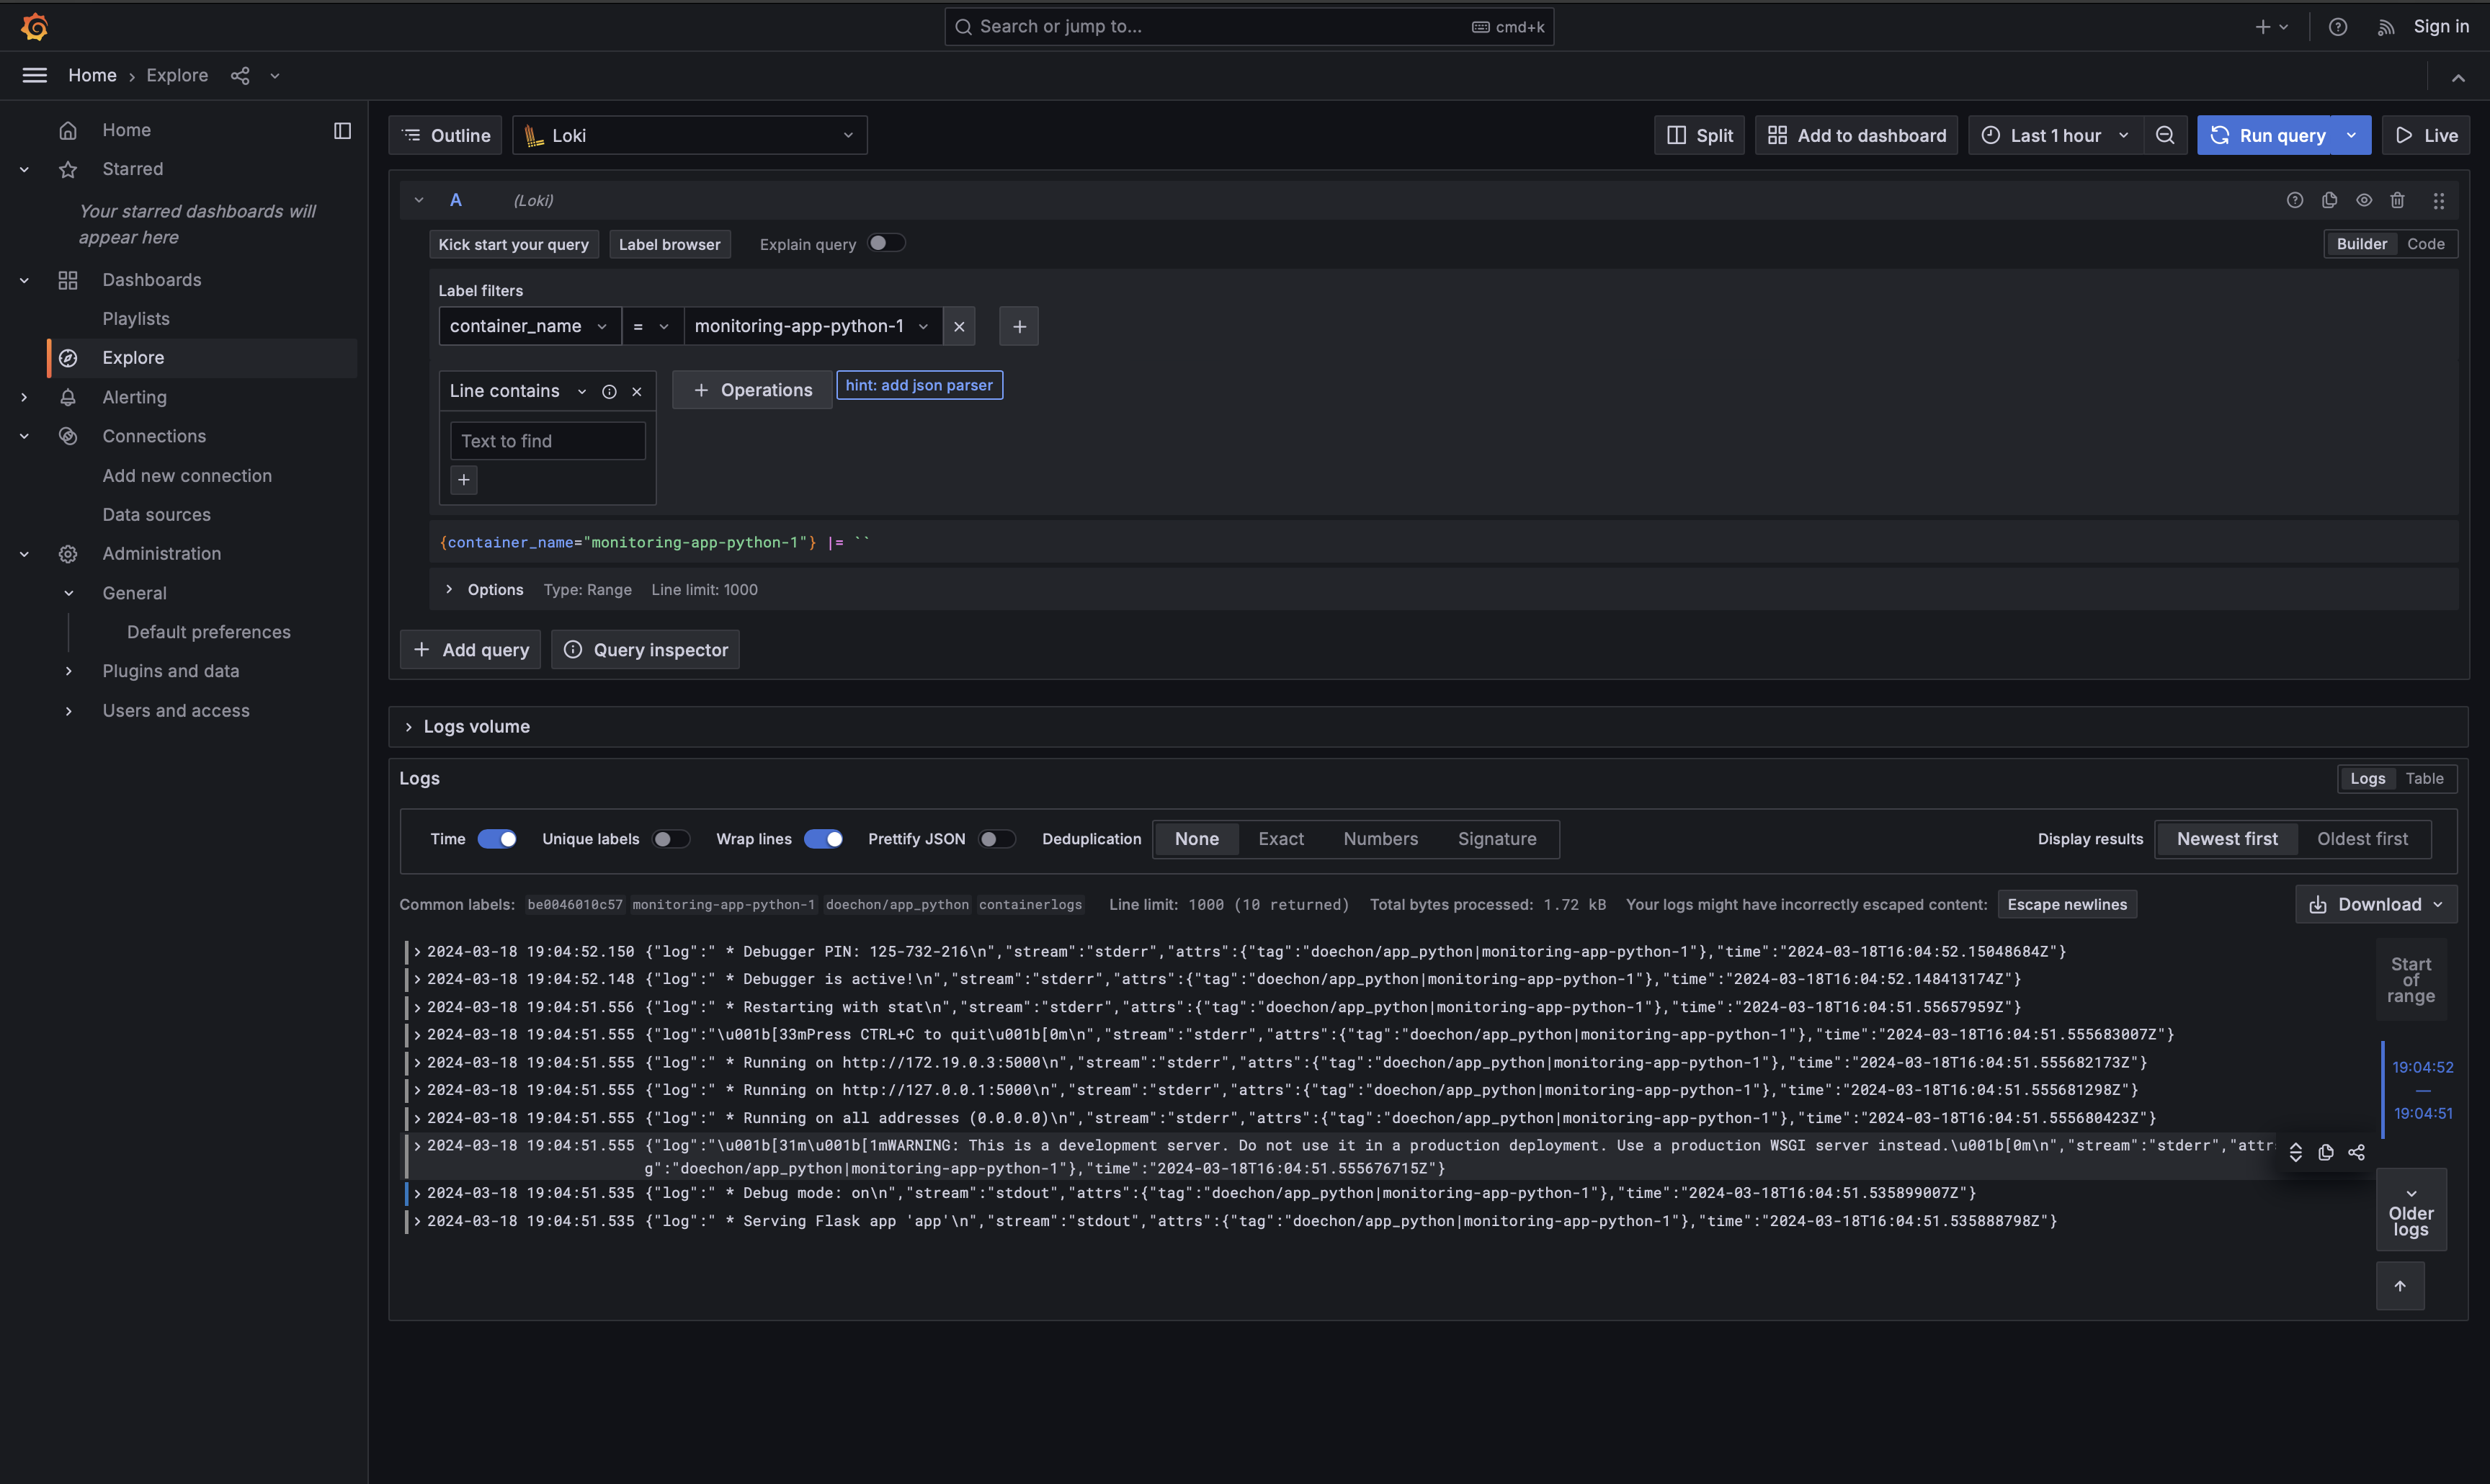 Search or jump to...
cmd+k
Sign in
Home › Explore
Home
Starred
Your starred dashboards will
appear here
Dashboards
Playlists
Explore
Alerting
Connections
Add new connection
Data sources
Administration
General
Default preferences
Plugins and data
Users and access
Outline
Loki
Split
Add to dashboard
Last 1 hour
Run query
Live
A (Loki)
Kick start your query
Label browser
Explain query
Builder
Code
Label filters
container_name = monitoring-app-python-1
Line contains
Operations
hint: add json parser
Text to find
{container_name="monitoring-app-python-1"} |= ``
Options Type: Range Line limit: 1000
Add query
Query inspector
Logs volume
Logs
Logs
Table
Time
Unique labels
Wrap lines
Prettify JSON
Deduplication
None
Exact
Numbers
Signature
Display results
Newest first
Oldest first
Common labels: be0046010c57 monitoring-app-python-1 doechon/app_python containerlogs Line limit: 1000 (10 returned) Total bytes processed: 1.72 kB Your logs might have incorrectly escaped content: Escape newlines
Download
2024-03-18 19:04:52.150 {"log":" * Debugger PIN: 125-732-216\n","stream":"stderr","attrs":{"tag":"doechon/app_python|monitoring-app-python-1"},"time":"2024-03-18T16:04:52.15048684Z"}
2024-03-18 19:04:52.148 {"log":" * Debugger is active!\n","stream":"stderr","attrs":{"tag":"doechon/app_python|monitoring-app-python-1"},"time":"2024-03-18T16:04:52.148413174Z"}
2024-03-18 19:04:51.556 {"log":" * Restarting with stat\n","stream":"stderr","attrs":{"tag":"doechon/app_python|monitoring-app-python-1"},"time":"2024-03-18T16:04:51.55657959Z"}
2024-03-18 19:04:51.555 {"log":"\u001b[33mPress CTRL+C to quit\u001b[0m\n","stream":"stderr","attrs":{"tag":"doechon/app_python|monitoring-app-python-1"},"time":"2024-03-18T16:04:51.555683007Z"}
2024-03-18 19:04:51.555 {"log":" * Running on http://172.19.0.3:5000\n","stream":"stderr","attrs":{"tag":"doechon/app_python|monitoring-app-python-1"},"time":"2024-03-18T16:04:51.555682173Z"}
2024-03-18 19:04:51.555 {"log":" * Running on http://127.0.0.1:5000\n","stream":"stderr","attrs":{"tag":"doechon/app_python|monitoring-app-python-1"},"time":"2024-03-18T16:04:51.555681298Z"}
2024-03-18 19:04:51.555 {"log":" * Running on all addresses (0.0.0.0)\n","stream":"stderr","attrs":{"tag":"doechon/app_python|monitoring-app-python-1"},"time":"2024-03-18T16:04:51.555680423Z"}
2024-03-18 19:04:51.555 {"log":"\u001b[31m\u001b[1mWARNING: This is a development server. Do not use it in a production deployment. Use a production WSGI server instead.\u001b[0m\n","stream":"stderr","attr
g":"doechon/app_python|monitoring-app-python-1"},"time":"2024-03-18T16:04:51.555676715Z"}
2024-03-18 19:04:51.535 {"log":" * Debug mode: on\n","stream":"stdout","attrs":{"tag":"doechon/app_python|monitoring-app-python-1"},"time":"2024-03-18T16:04:51.535899007Z"}
2024-03-18 19:04:51.535 {"log":" * Serving Flask app 'app'\n","stream":"stdout","attrs":{"tag":"doechon/app_python|monitoring-app-python-1"},"time":"2024-03-18T16:04:51.535888798Z"}
Start
of
range
19:04:52
—
19:04:51
Older
logs